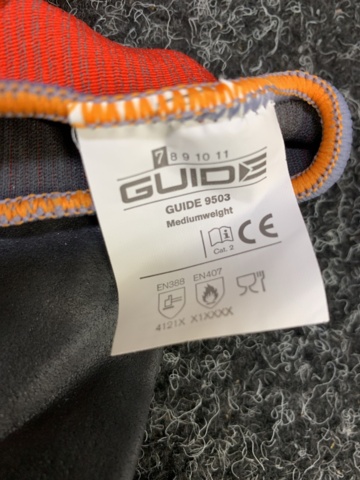 7 8 9 10 11
GUIDE
GUIDE 9503
Mediumweight
i CE
Cat. 2
EN388 EN407
4121X X1XXXX